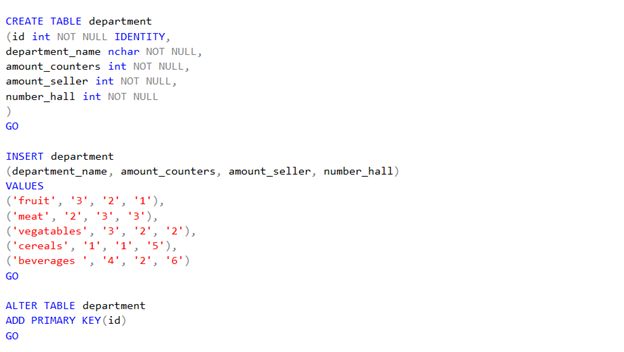 CREATE TABLE department
(id int NOT NULL IDENTITY,
department_name nchar NOT NULL,
amount_counters int NOT NULL,
amount_seller int NOT NULL,
number_hall int NOT NULL
)
GO
INSERT department
(department_name, amount_counters, amount_seller, number_hall)
VALUES
('fruit', '3', '2', '1'),
('meat', '2', '3', '3'),
('vegatables', '3', '2', '2'),
('cereals', '1', '1', '5'),
('beverages ', '4', '2', '6')
GO
ALTER TABLE department
ADD PRIMARY KEY(id)
GO